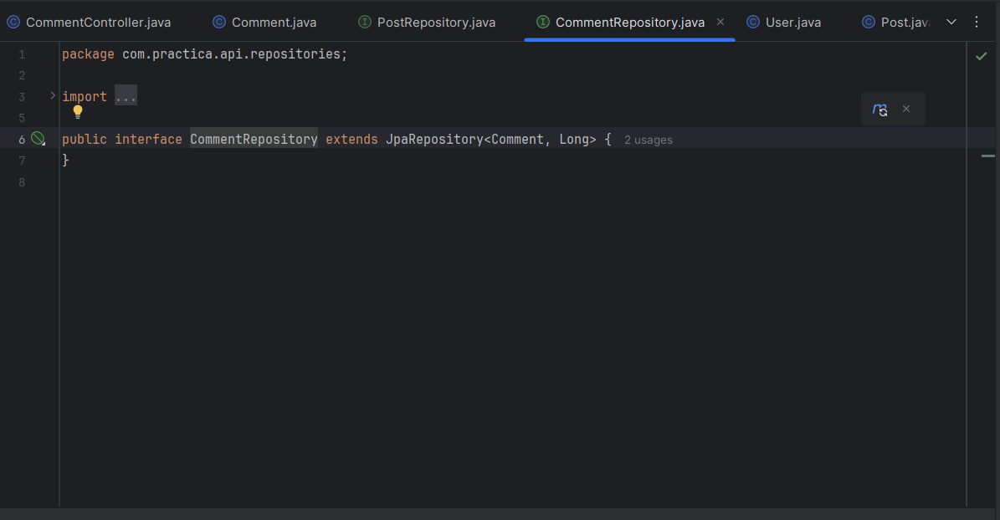 CommentController.java Comment.java PostRepository.java CommentRepository.java User.java Post.jav
1 package com.practica.api.repositories;
2
3 import ...
5
6 public interface CommentRepository extends JpaRepository<Comment, Long> { 2 usages
7 }
8